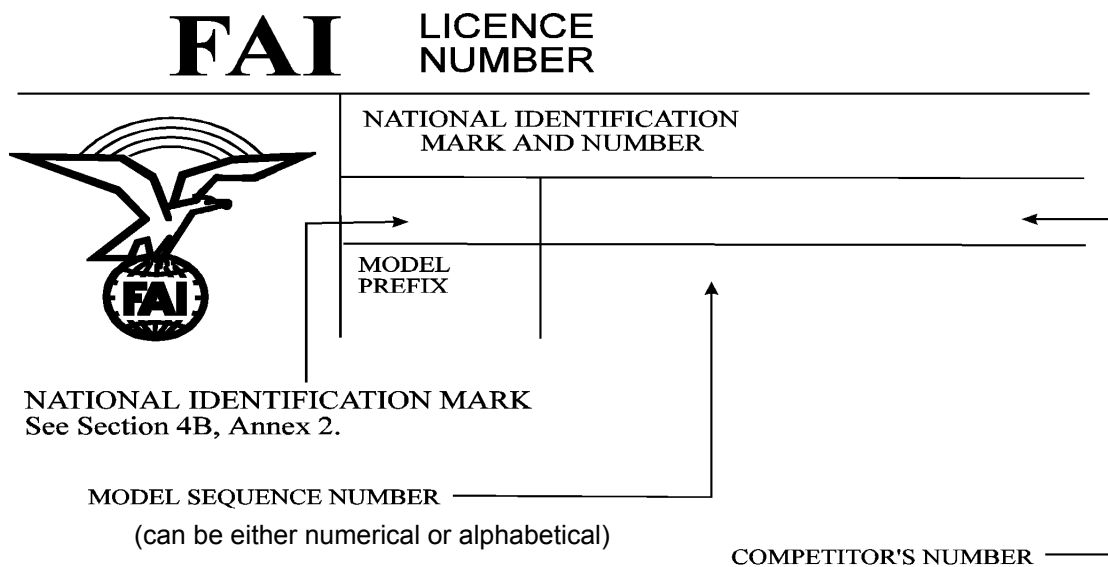 FAI
LICENCE
NUMBER
NATIONAL IDENTIFICATION
MARK AND NUMBER
MODEL
PREFIX
FAI
NATIONAL IDENTIFICATION MARK
See Section 4B, Annex 2.
MODEL SEQUENCE NUMBER
(can be either numerical or alphabetical)
COMPETITOR'S NUMBER